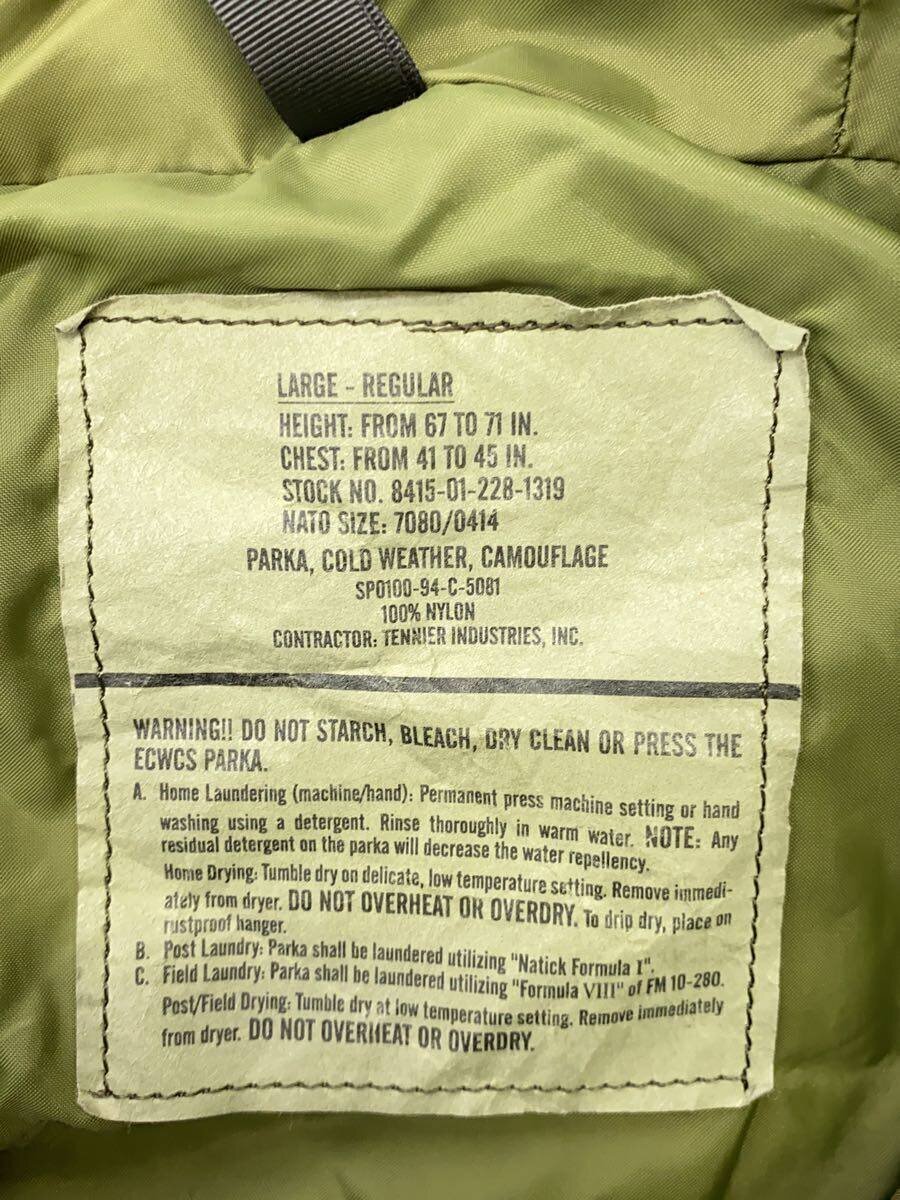 LARGE - REGULAR
HEIGHT: FROM 67 TO 71 IN.
CHEST: FROM 41 TO 45 IN.
STOCK NO. 8415-01-228-1319
NATO SIZE: 7080/0414
PARKA, COLD WEATHER, CAMOUFLAGE
SPO100-94-C-5081
100% NYLON
CONTRACTOR: TENNIER INDUSTRIES, INC.
WARNING!! DO NOT STARCH, BLEACH, DRY CLEAN OR PRESS THE
ECWCS PARKA.
A. Home Laundering (machine/hand): Permanent press machine setting or hand
washing using a detergent. Rinse thoroughly in warm water. NOTE: Any
residual detergent on the parka will decrease the water repellency.
Home Drying: Tumble dry on delicate, low temperature setting. Remove immedi-
ately from dryer. DO NOT OVERHEAT OR OVERDRY. To drip dry, place on
rustproof hanger.
B. Post Laundry: Parka shall be laundered utilizing "Natick Formula I".
C. Field Laundry: Parka shall be laundered utilizing "Formula VIII" of FM 10-280.
Post/Field Drying: Tumble dry at low temperature setting. Remove immediately
from dryer. DO NOT OVERHEAT OR OVERDRY.